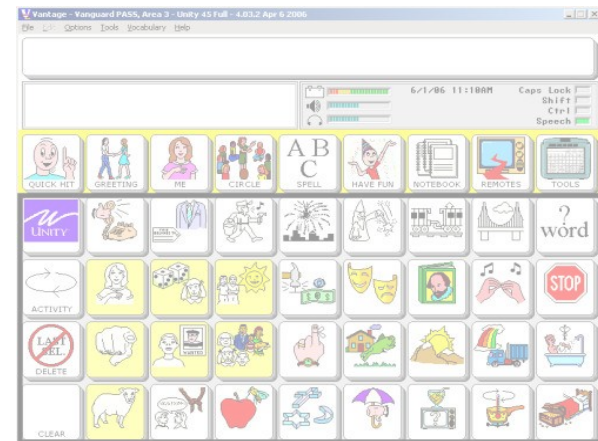 Vantage - Vanguard PASS, Area 3 - Unity 45 Full - 4.03.2 Apr 6 2006
File Edit Options Tools Vocabulary Help
6/1/06 11:10AM
Caps Lock
Shift
Ctrl
Speech
QUICK HIT
GREETING
ME
CIRCLE
A B C
SPELL
HAVE FUN
NOTEBOOK
REMOTES
TOOLS
UNITY
? word
ACTIVITY
STOP
LAST SEL.
DELETE
WANTED
CLEAR